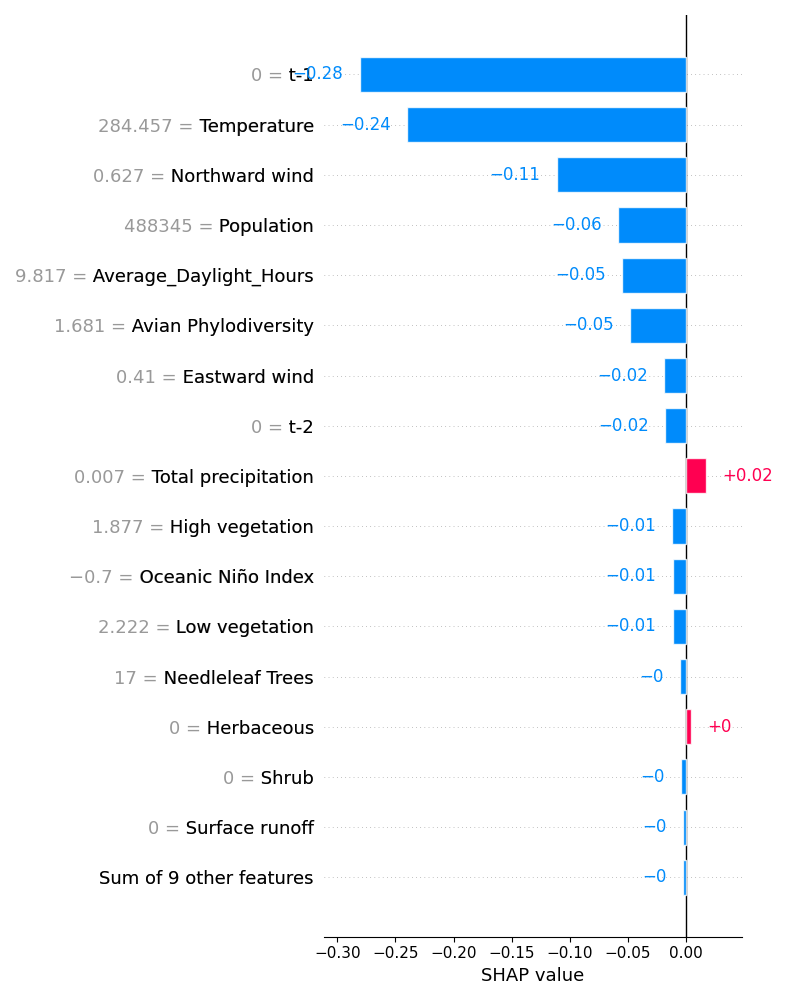 0 = t-1 −0.28
284.457 = Temperature −0.24
0.627 = Northward wind −0.11
488345 = Population −0.06
9.817 = Average_Daylight_Hours −0.05
1.681 = Avian Phylodiversity −0.05
0.41 = Eastward wind −0.02
0 = t-2 −0.02
0.007 = Total precipitation +0.02
1.877 = High vegetation −0.01
−0.7 = Oceanic Niño Index −0.01
2.222 = Low vegetation −0.01
17 = Needleleaf Trees −0
0 = Herbaceous +0
0 = Shrub −0
0 = Surface runoff −0
Sum of 9 other features −0
−0.30 −0.25 −0.20 −0.15 −0.10 −0.05 0.00
SHAP value